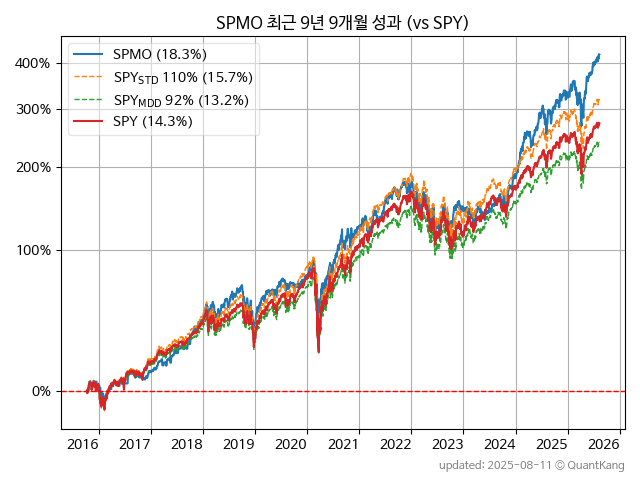 SPMO 최근 9년 9개월 성과 (vs SPY)
SPMO (18.3%)
SPY_STD 110% (15.7%)
SPY_MDD 92% (13.2%)
SPY (14.3%)
400%
300%
200%
100%
0%
2016 2017 2018 2019 2020 2021 2022 2023 2024 2025 2026
updated: 2025-08-11 © QuantKang